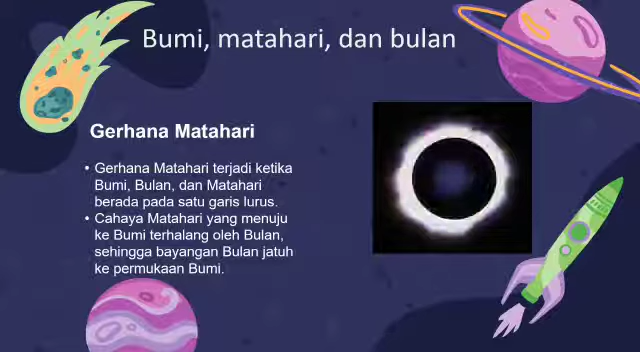 Bumi, matahari, dan bulan
Gerhana Matahari
• Gerhana Matahari terjadi ketika
Bumi, Bulan, dan Matahari
berada pada satu garis lurus.
• Cahaya Matahari yang menuju
ke Bumi terhalang oleh Bulan,
sehingga bayangan Bulan jatuh
ke permukaan Bumi.